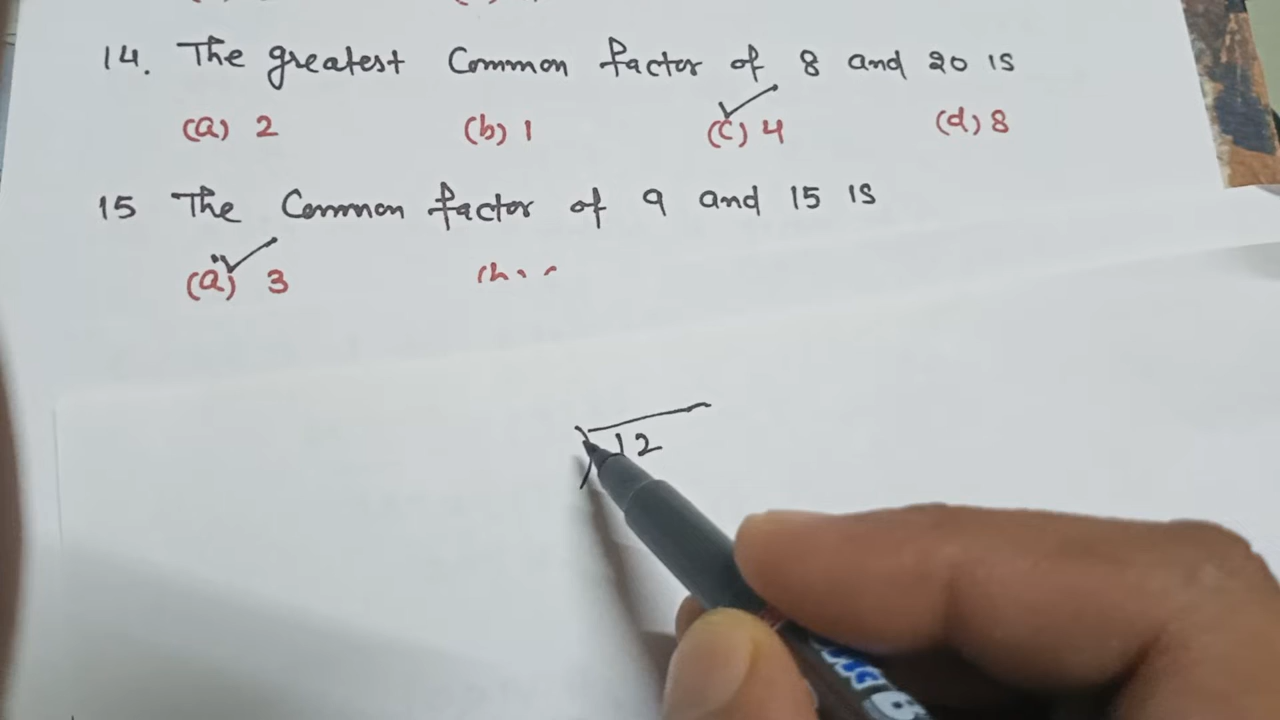 14. The greatest Common factor of 8 and 20 is
(a) 2 (b) 1 (c) 4 (d) 8
15 The Common factor of 9 and 15 is
(a) 3
12